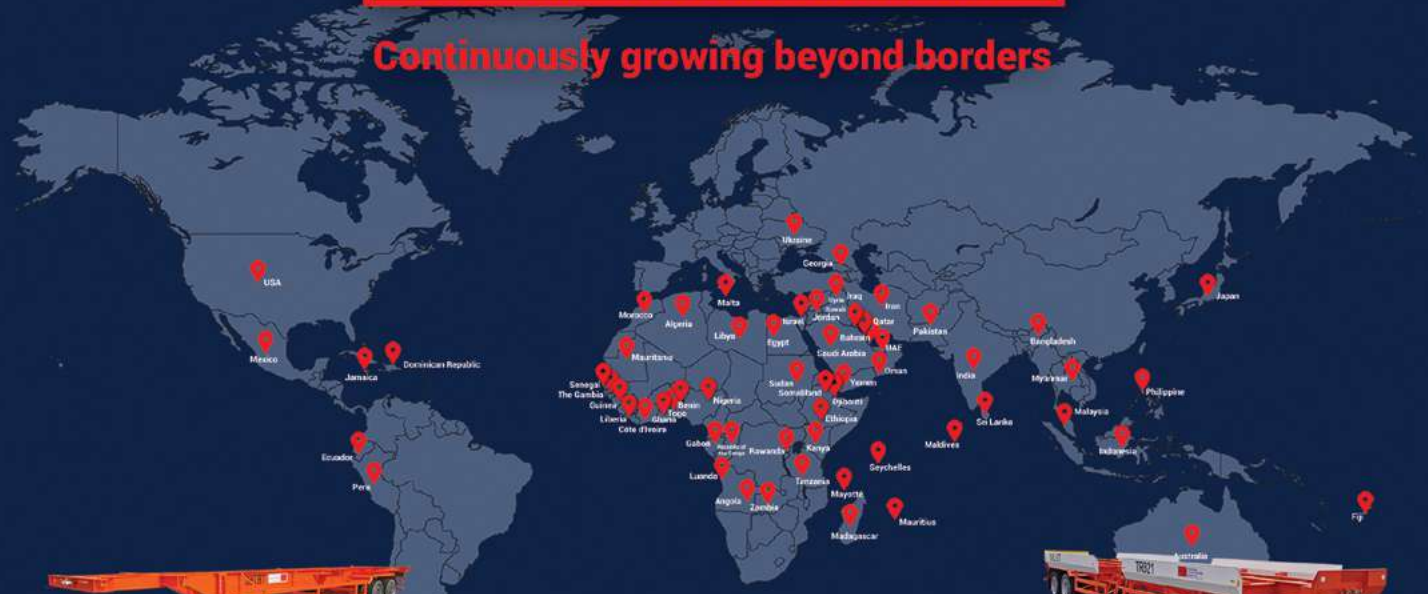 Continuously growing beyond borders
Ukraine
Georgia
USA
Malta
Syria
Iraq
Iran
Japan
Morocco
Algeria
Israel
Jordan
Qatar
Pakistan
Libya
Egypt
Bahrain
UAE
Bangladesh
Mexico
Mauritania
Saudi Arabia
Dominican Republic
Jamaica
Oman
India
Myanmar
Senegal
Sudan
Yemen
The Gambia
Somaliland
Philippine
Guinea
Benin
Nigeria
Djibouti
Togo
Malaysia
Liberia
Ghana
Ethiopia
Sri Lanka
Côte d'Ivoire
Gabon
Kenya
Maldives
Rawanda
Indonesia
Ecuador
Seychelles
Luanda
Tanzania
Peru
Mayotte
Angola
Zambia
Mauritius
Fiji
Madagascar
Australia
TRB21